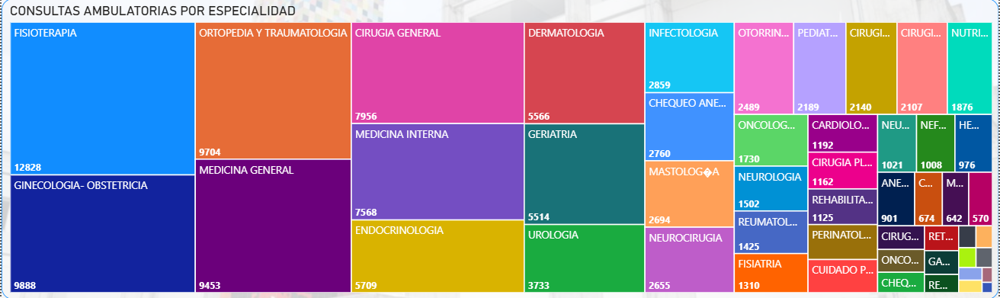 CONSULTAS AMBULATORIAS POR ESPECIALIDAD
FISIOTERAPIA
12828
GINECOLOGIA- OBSTETRICIA
9888
ORTOPEDIA Y TRAUMATOLOGIA
9704
MEDICINA GENERAL
9453
CIRUGIA GENERAL
7956
MEDICINA INTERNA
7568
ENDOCRINOLOGIA
5709
DERMATOLOGIA
5566
GERIATRIA
5514
UROLOGIA
3733
INFECTOLOGIA
2859
CHEQUEO ANE...
2760
MASTOLOG�A
2694
NEUROCIRUGIA
2655
OTORRIN...
2489
PEDIAT...
2189
CIRUGI...
2140
CIRUGI...
2107
NUTRI...
1876
ONCOLOG...
1730
NEUROLOGIA
1502
REUMATOL...
1425
FISIATRIA
1310
CARDIOLO...
1192
CIRUGIA PL...
1162
REHABILITA...
1125
PERINATOL...
CUIDADO P...
NEU...
1021
NEF...
1008
HE...
976
ANE...
901
C...
674
M...
642
570
CIRUG...
ONCO...
CHEQ...
RET...
GA...
RE...